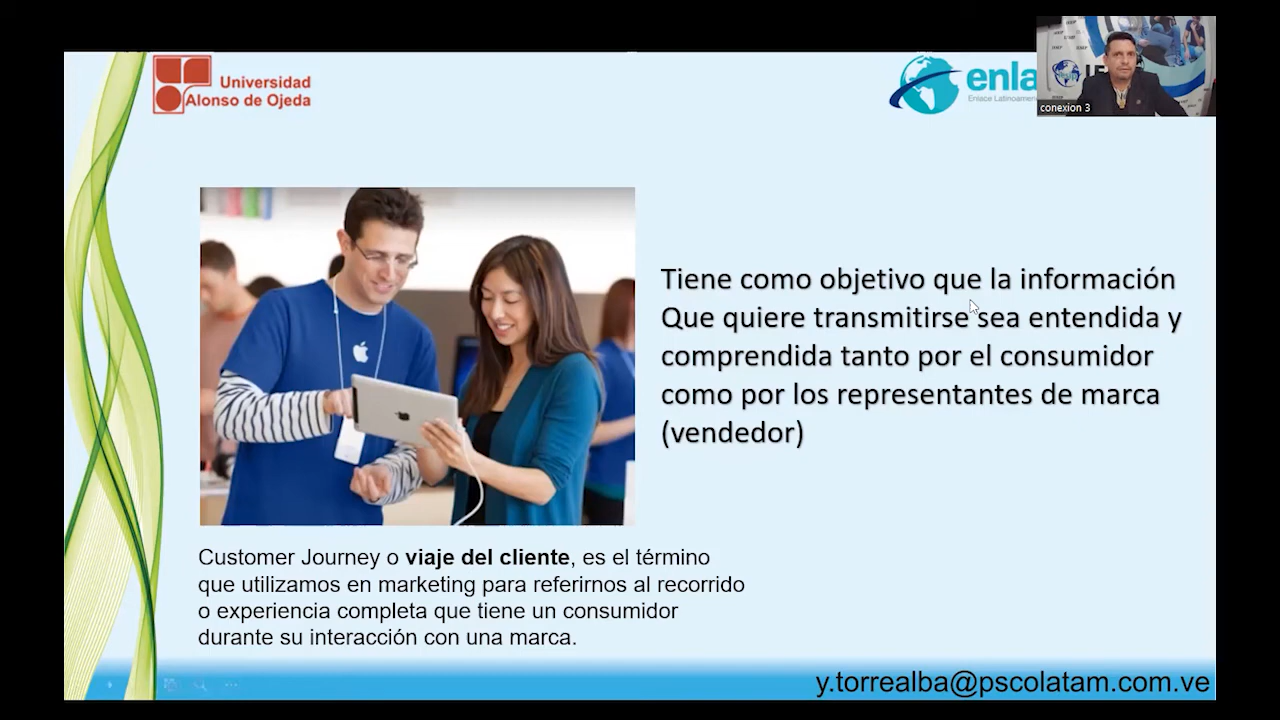 Universidad
Alonso de Ojeda
enla
Enlace Latinoamer
conexion 3
Tiene como objetivo que la información
Que quiere transmitirse sea entendida y
comprendida tanto por el consumidor
como por los representantes de marca
(vendedor)
Customer Journey o viaje del cliente, es el término
que utilizamos en marketing para referirnos al recorrido
o experiencia completa que tiene un consumidor
durante su interacción con una marca.
y.torrealba@pscolatam.com.ve